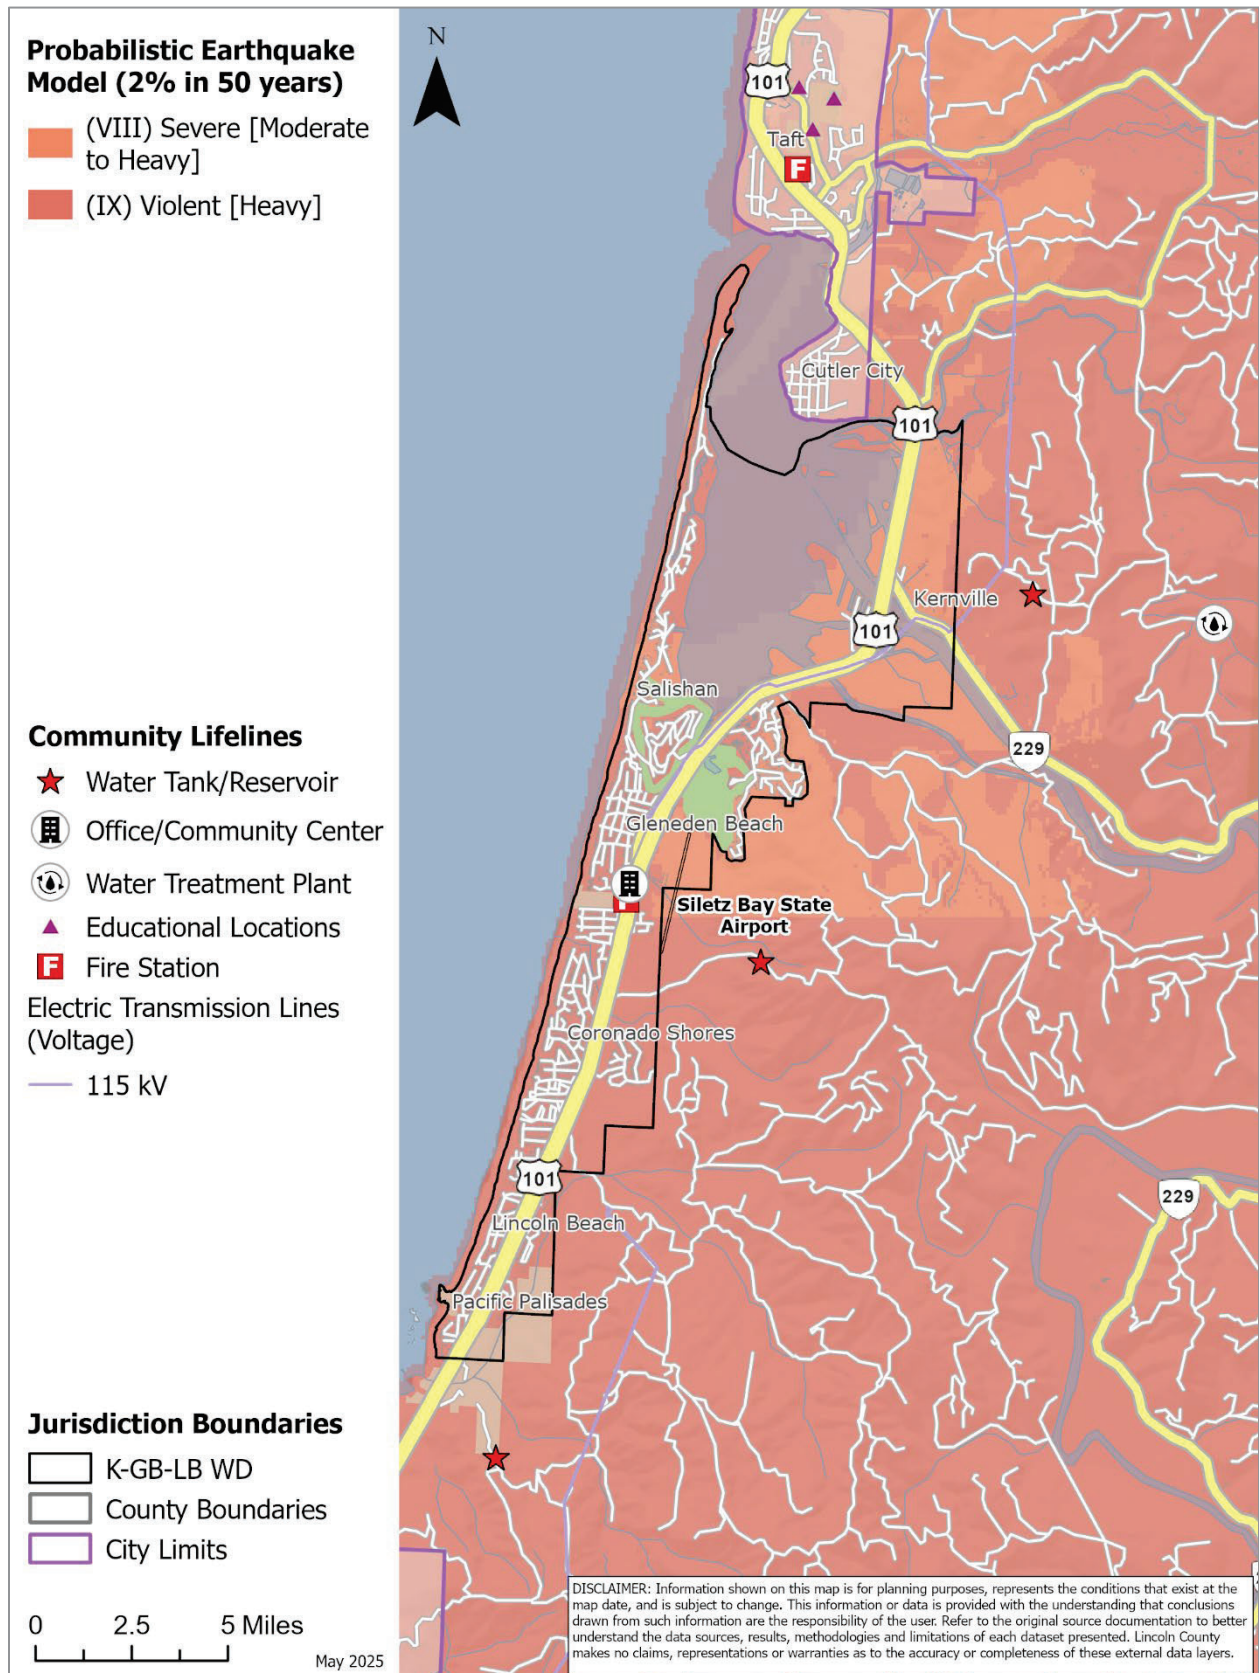 Probabilistic Earthquake
Model (2% in 50 years)
(VIII) Severe [Moderate
to Heavy]
(IX) Violent [Heavy]
Community Lifelines
Water Tank/Reservoir
Office/Community Center
Water Treatment Plant
Educational Locations
F Fire Station
Electric Transmission Lines
(Voltage)
115 kV
Jurisdiction Boundaries
K-GB-LB WD
County Boundaries
City Limits
0 2.5 5 Miles
May 2025
N
101
Taft
F
Cutler City
101
Kernville
101
Salishan
229
Gleneden Beach
Siletz Bay State
Airport
Coronado Shores
101
229
Lincoln Beach
Pacific Palisades
DISCLAIMER: Information shown on this map is for planning purposes, represents the conditions that exist at the
map date, and is subject to change. This information or data is provided with the understanding that conclusions
drawn from such information are the responsibility of the user. Refer to the original source documentation to better
understand the data sources, results, methodologies and limitations of each dataset presented. Lincoln County
makes no claims, representations or warranties as to the accuracy or completeness of these external data layers.